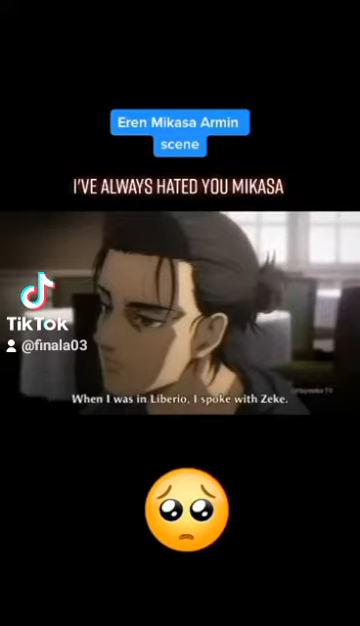 Eren Mikasa Armin
scene
I'VE ALWAYS HATED YOU MIKASA
TikTok
@finala03
When I was in Liberio, I spoke with Zeke.